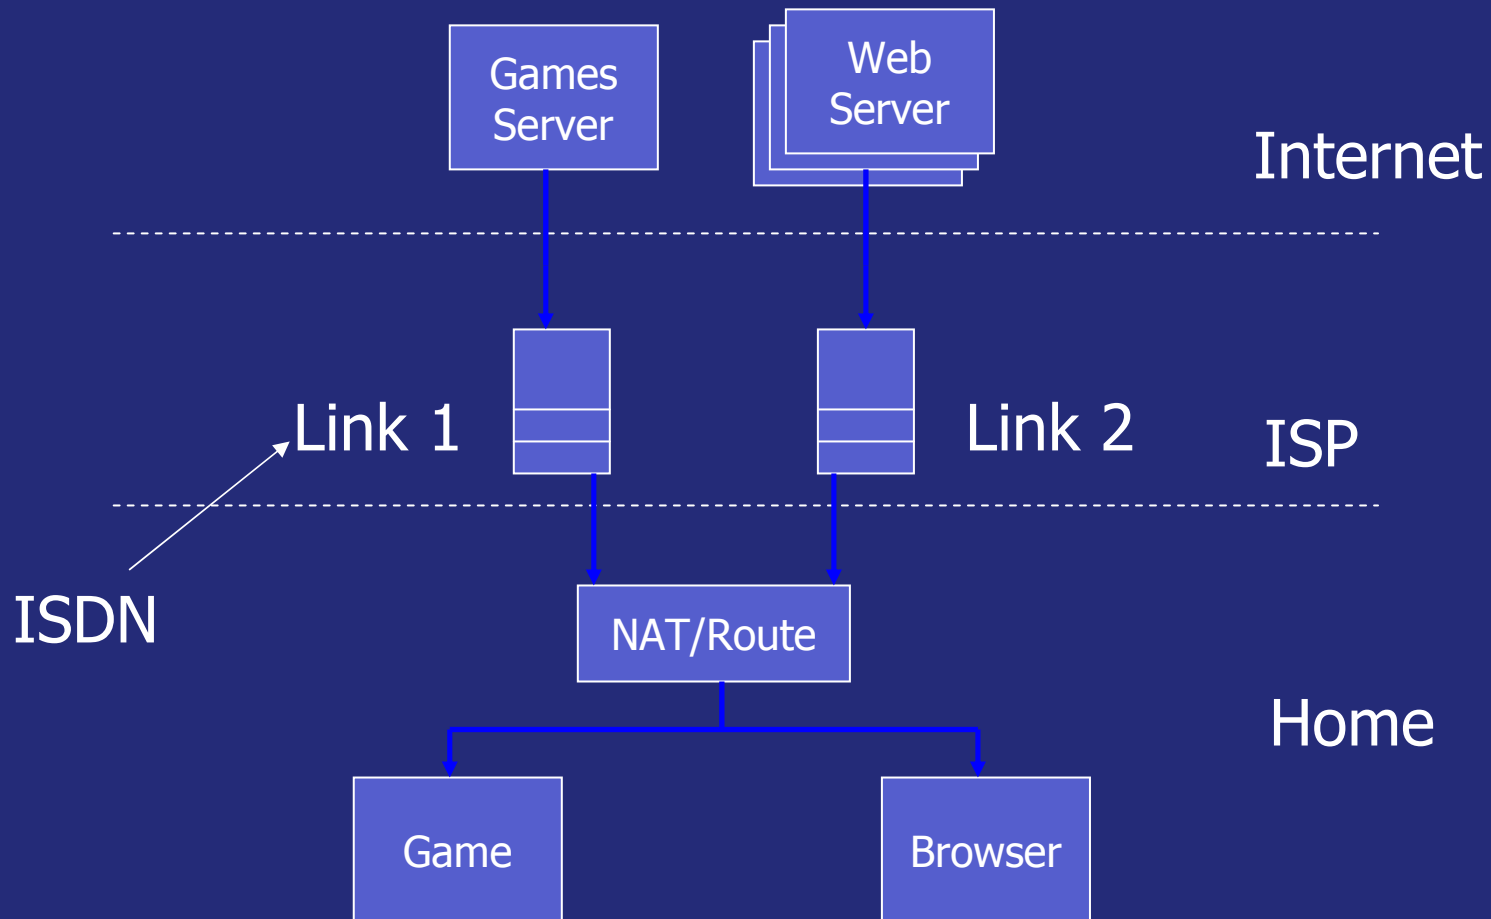 Games
Server
Web
Server
Internet
Link 1
Link 2
ISP
ISDN
NAT/Route
Home
Game
Browser